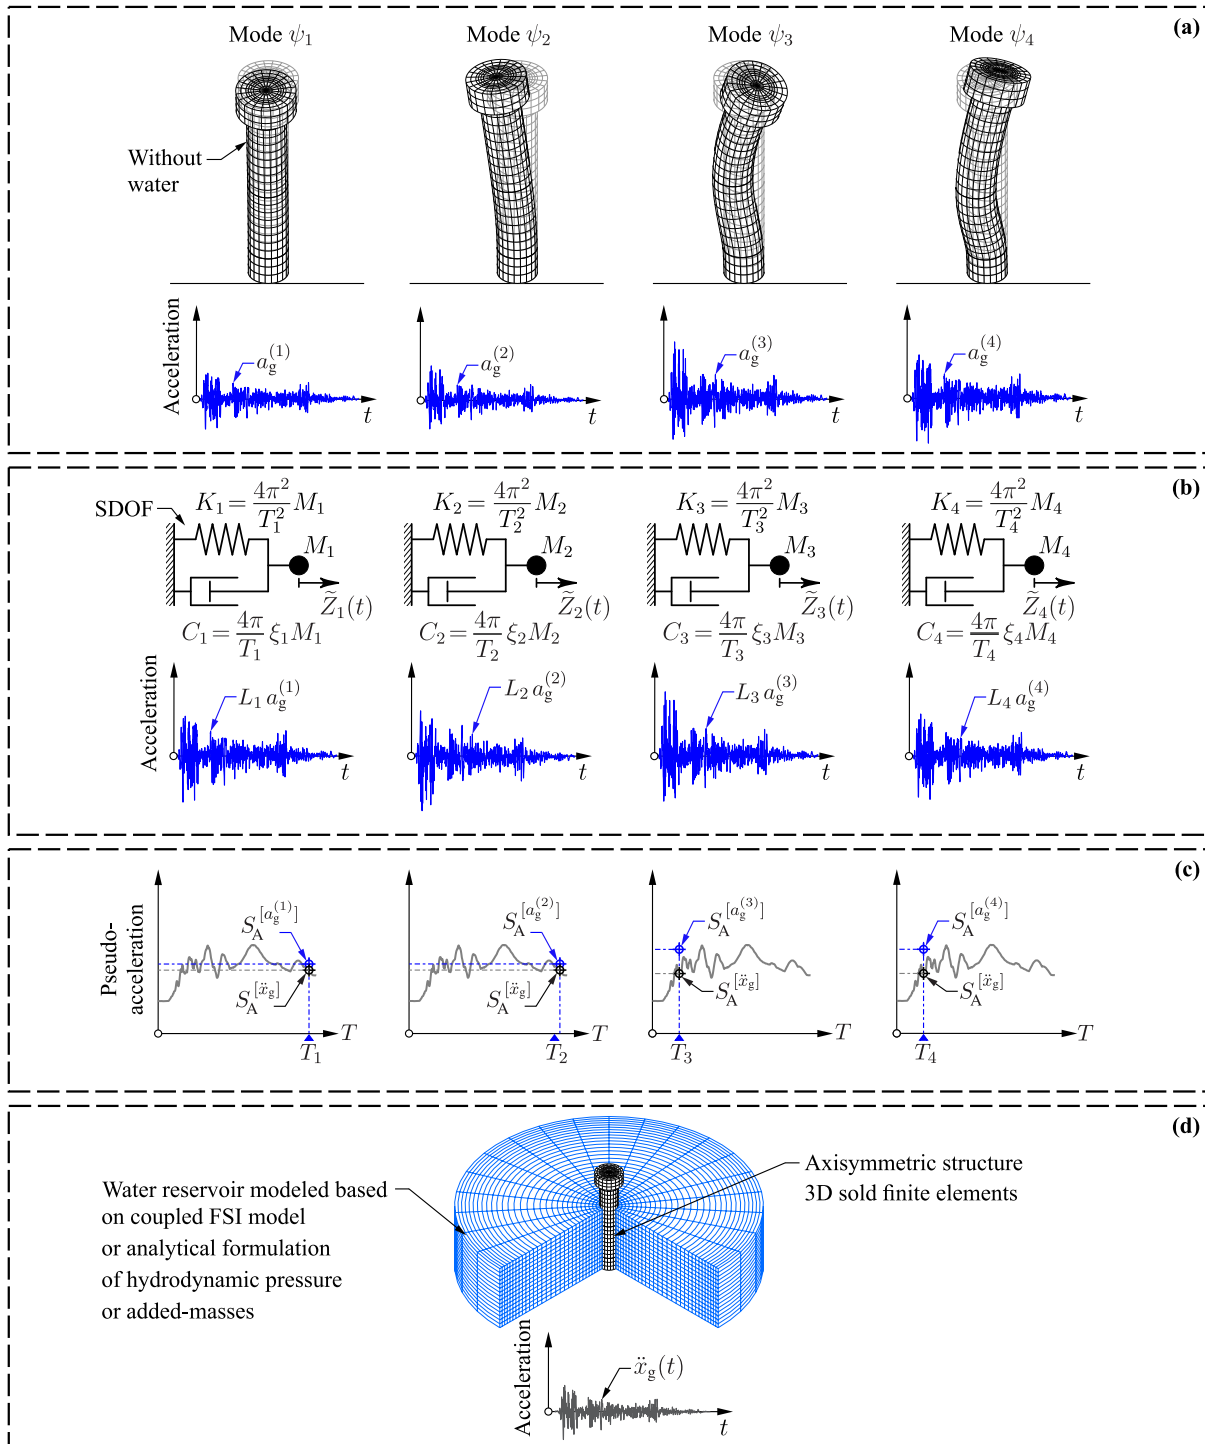 (a)
Mode ψ₁ Mode ψ₂ Mode ψ₃ Mode ψ₄
Without
water
Acceleration
a_g^(1) a_g^(2) a_g^(3) a_g^(4)
t t t t
(b)
SDOF
K₁ = 4π²/T₁² M₁ K₂ = 4π²/T₂² M₂ K₃ = 4π²/T₃² M₃ K₄ = 4π²/T₄² M₄
M₁ M₂ M₃ M₄
Z̃₁(t) Z̃₂(t) Z̃₃(t) Z̃₄(t)
C₁ = 4π/T₁ ξ₁M₁ C₂ = 4π/T₂ ξ₂M₂ C₃ = 4π/T₃ ξ₃M₃ C₄ = 4π/T₄ ξ₄M₄
Acceleration
L₁ a_g^(1) L₂ a_g^(2) L₃ a_g^(3) L₄ a_g^(4)
t t t t
(c)
Pseudo-
acceleration
S_A^[a_g^(1)] S_A^[a_g^(2)] S_A^[a_g^(3)] S_A^[a_g^(4)]
S_A^[ẍ_g] S_A^[ẍ_g] S_A^[ẍ_g] S_A^[ẍ_g]
T T T T
T₁ T₂ T₃ T₄
(d)
Water reservoir modeled based
on coupled FSI model
or analytical formulation
of hydrodynamic pressure
or added-masses
Axisymmetric structure
3D sold finite elements
Acceleration
ẍ_g(t)
t